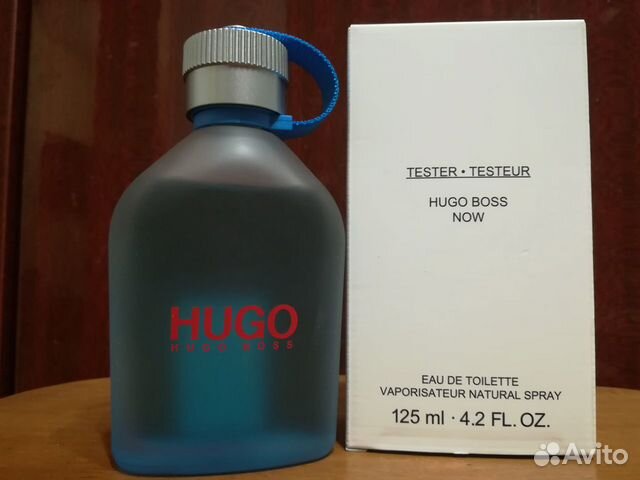 HUGO
HUGO BOSS
TESTER • TESTEUR
HUGO BOSS
NOW
EAU DE TOILETTE
VAPORISATEUR NATURAL SPRAY
125 ml · 4.2 FL. OZ.
Avito